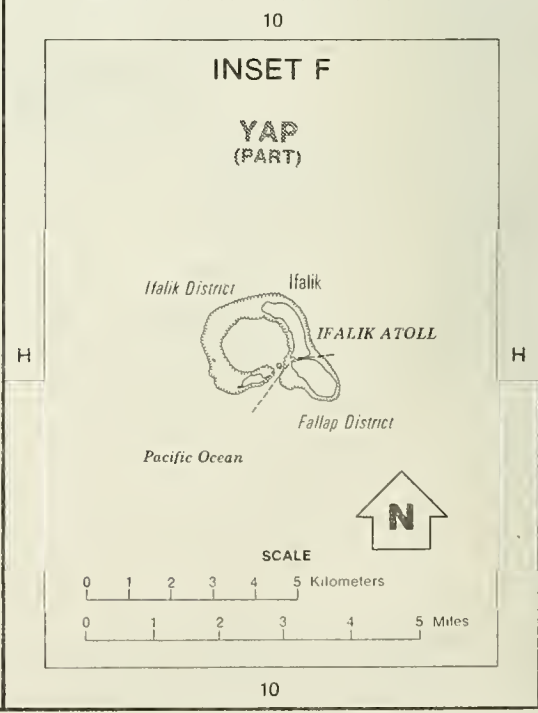 10
INSET F
YAP
(PART)
Ifalik District
Ifalik
IFALIK ATOLL
H
H
Fallap District
Pacific Ocean
N
SCALE
0 1 2 3 4 5 Kilometers
0 1 2 3 4 5 Miles
10